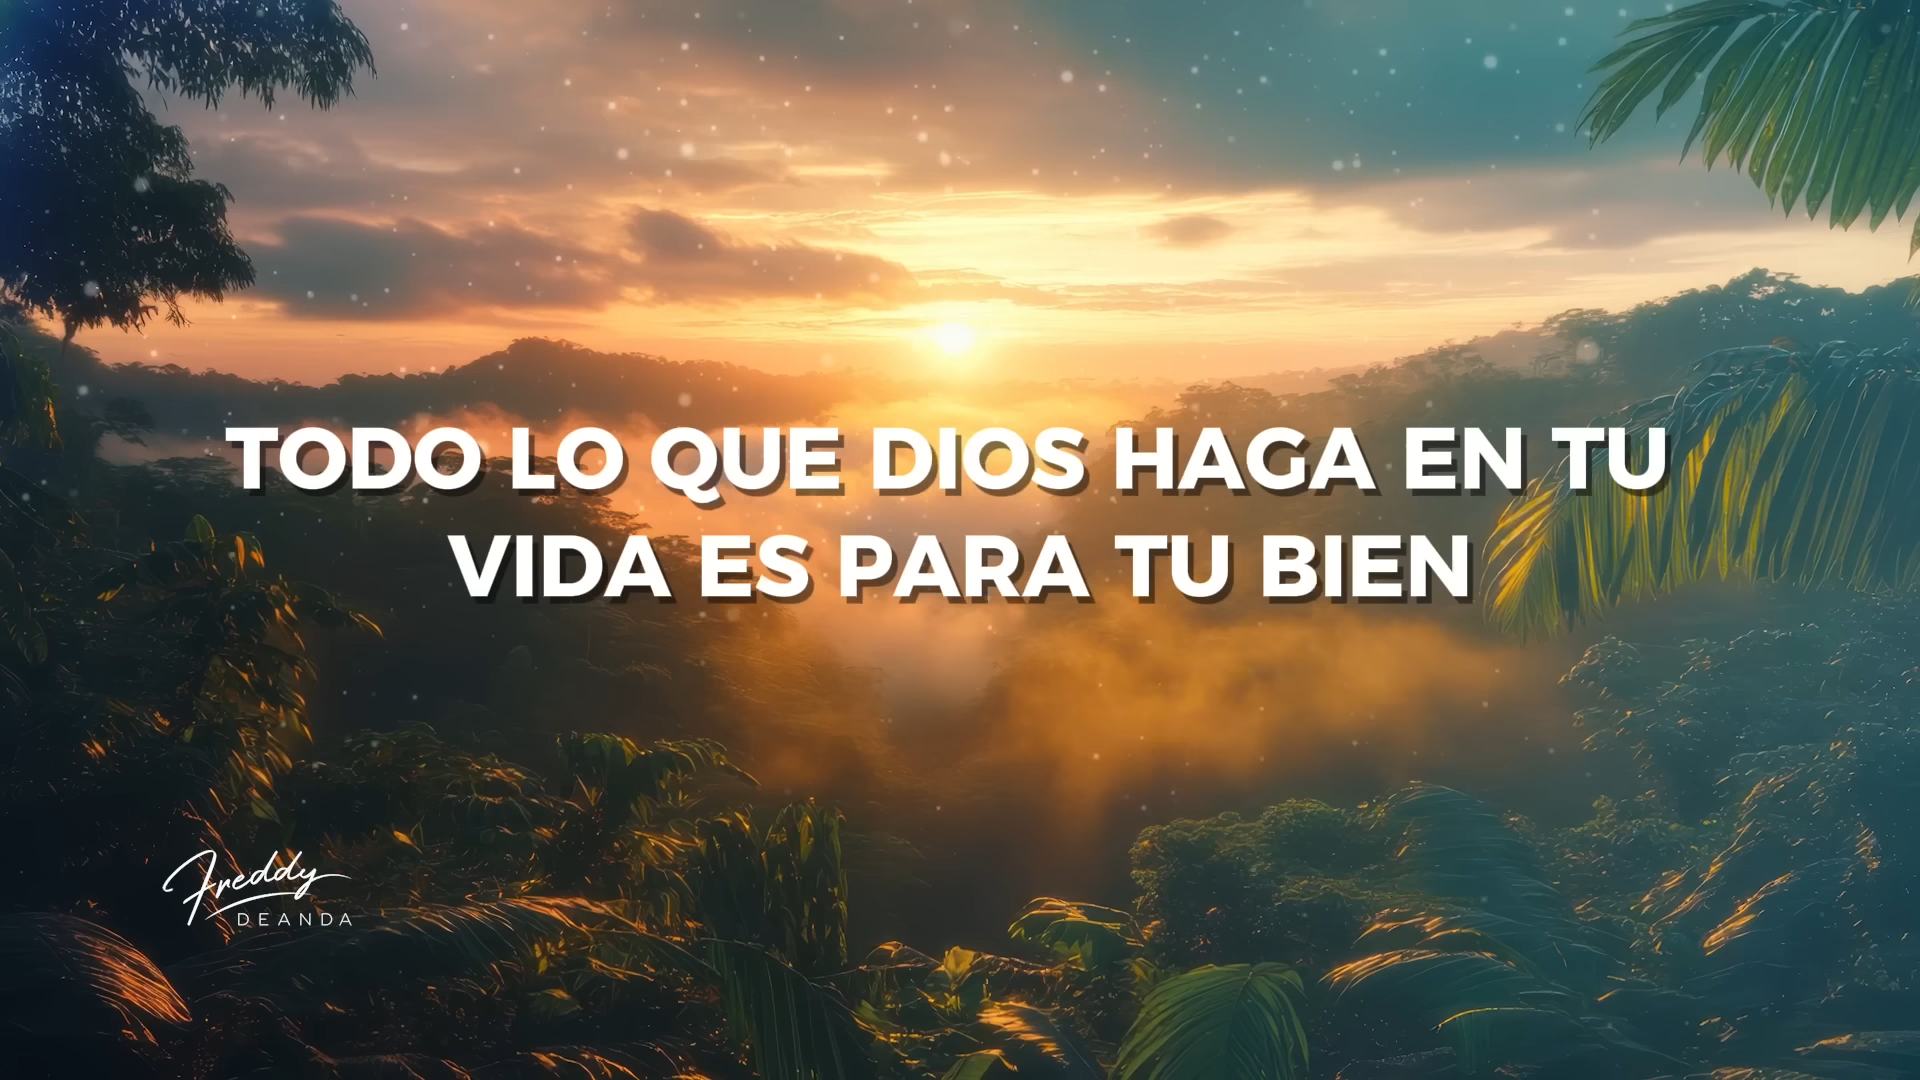 TODO LO QUE DIOS HAGA EN TU
VIDA ES PARA TU BIEN
Freddy
DEANDA